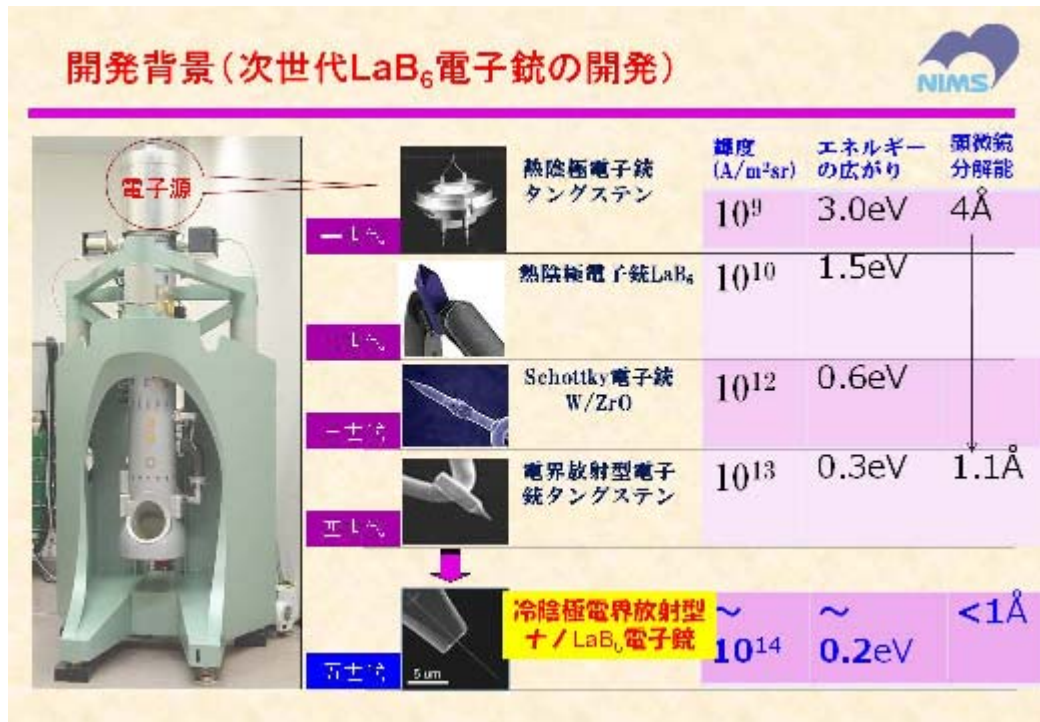 開発背景(次世代LaB₆電子銃の開発)
NIMS
電子源
輝度
(A/m²sr)
エネルギー
の広がり
顕微鏡
分解能
熱陰極電子銃
タングステン
10⁹
3.0eV
4Å
熱陰極電子銃LaB₆
10¹⁰
1.5eV
Schottky電子銃
W/ZrO
10¹²
0.6eV
電界放射型電子
銃タングステン
10¹³
0.3eV
1.1Å
5 um
冷陰極電界放射型
ナノLaB₆電子銃
~
10¹⁴
~
0.2eV
<1Å